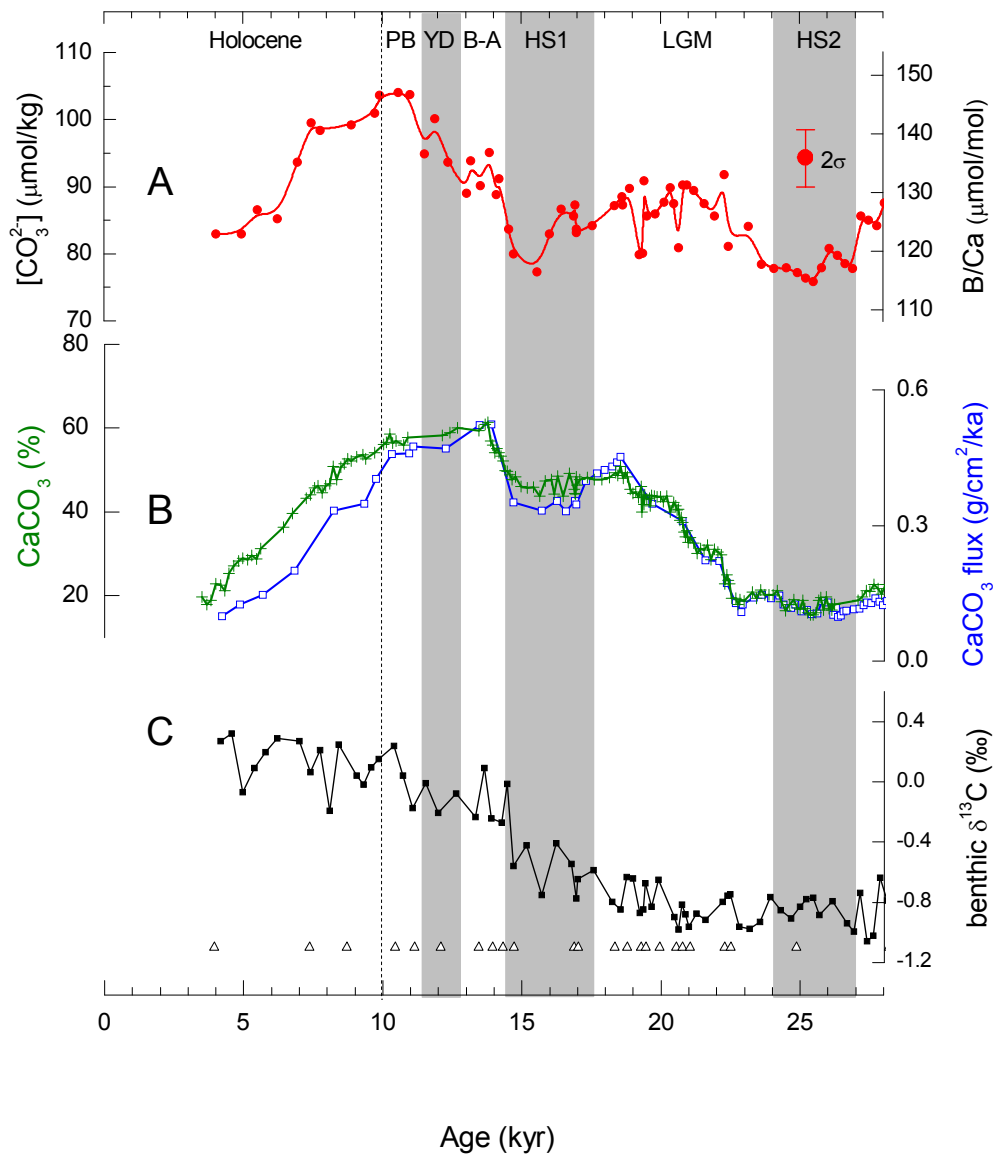 Holocene PB YD B-A HS1 LGM HS2
110
100
90
80
70
[CO₃²⁻] (μmol/kg)
A
2σ
150
140
130
120
110
B/Ca (μmol/mol)
80
60
40
20
CaCO₃ (%)
B
0.6
0.3
0.0
CaCO₃ flux (g/cm²/ka)
C
0.4
0.0
-0.4
-0.8
-1.2
benthic δ¹³C (‰)
0 5 10 15 20 25
Age (kyr)